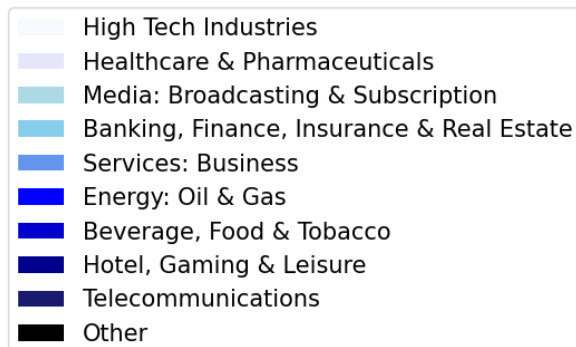 High Tech Industries
Healthcare & Pharmaceuticals
Media: Broadcasting & Subscription
Banking, Finance, Insurance & Real Estate
Services: Business
Energy: Oil & Gas
Beverage, Food & Tobacco
Hotel, Gaming & Leisure
Telecommunications
Other